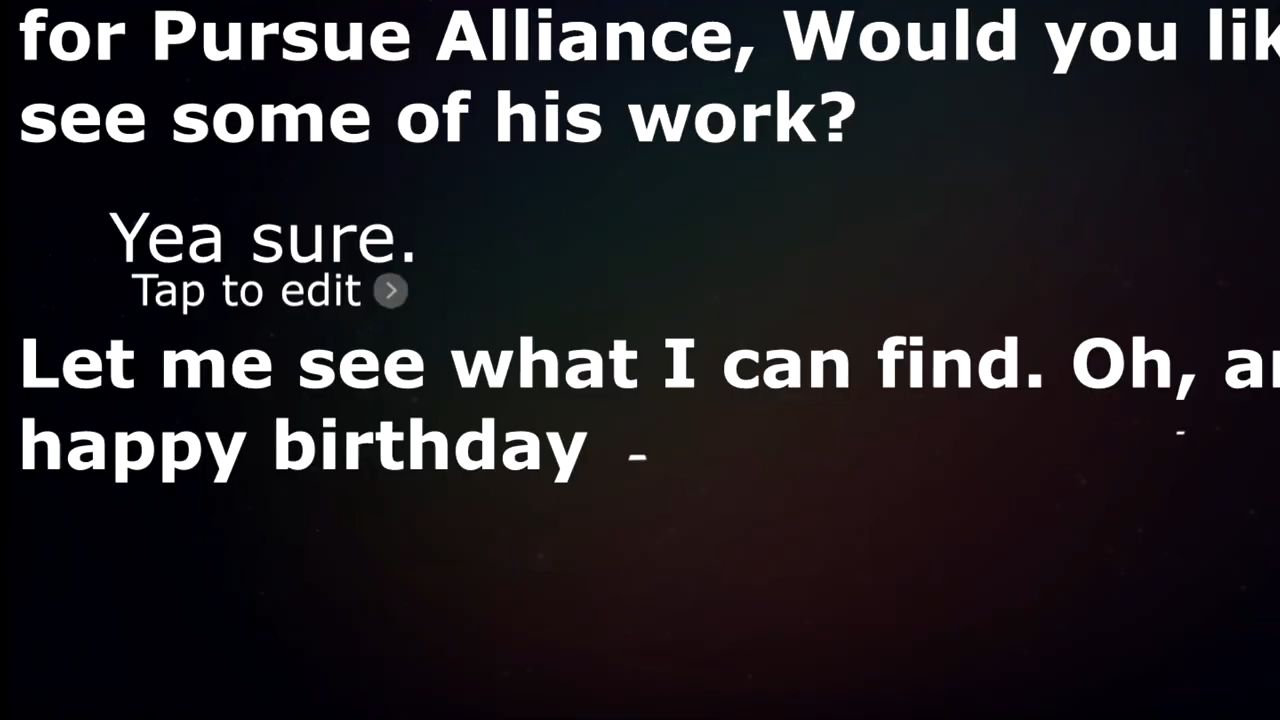 for Pursue Alliance, Would you lik
see some of his work?
Yea sure.
Tap to edit
Let me see what I can find. Oh, an
happy birthday -